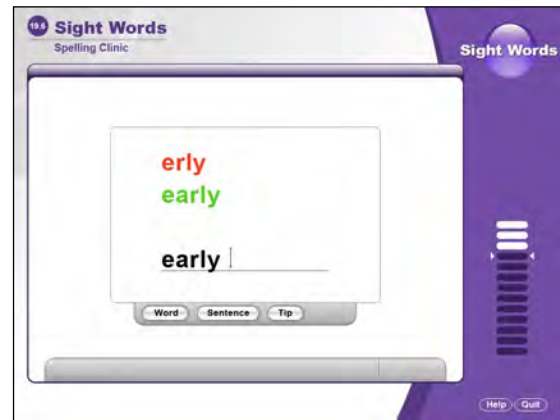 19.6 Sight Words
Spelling Clinic
Sight Words
erly
early
early
Word Sentence Tip
Help Quit